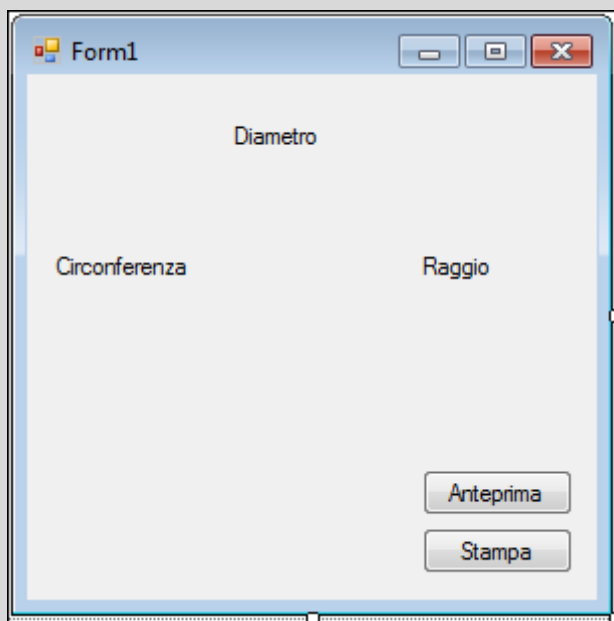 Form1
Diametro
Circonferenza Raggio
Anteprima
Stampa